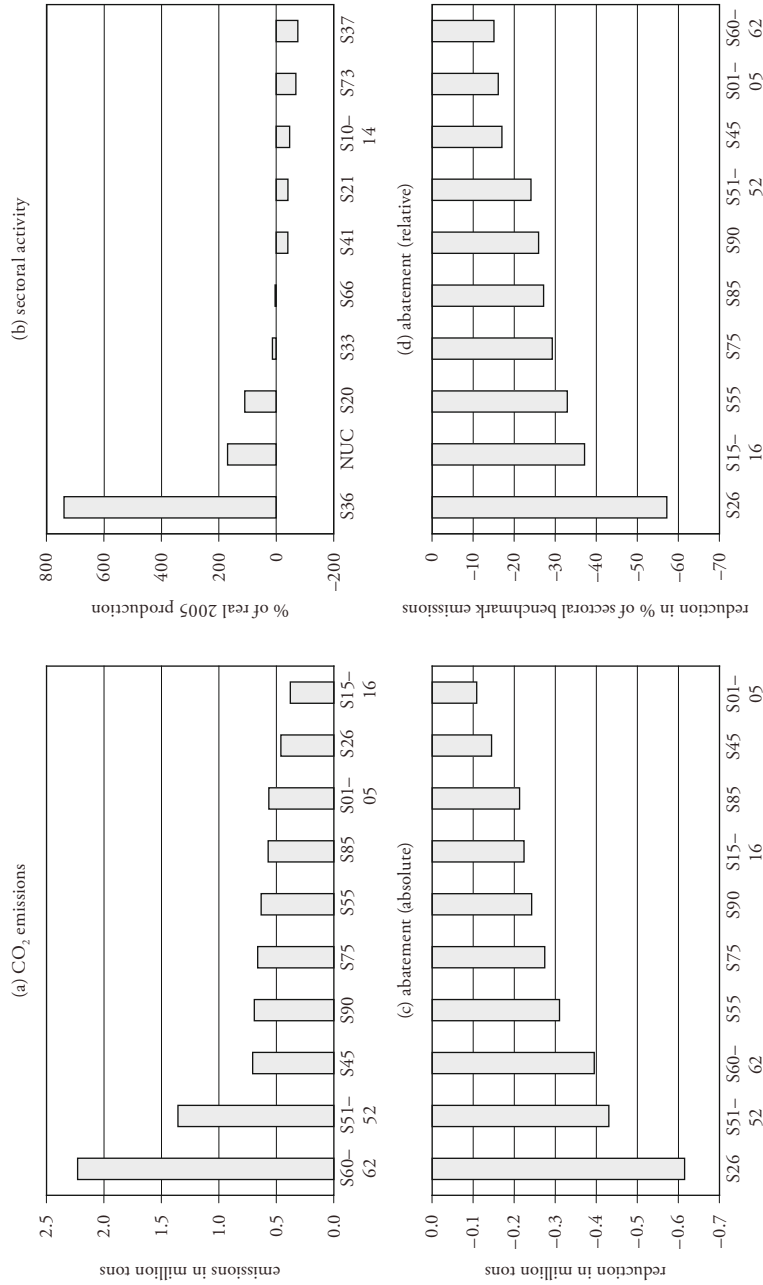 (a) CO2 emissions
emissions in million tons
2.5
2.0
1.5
1.0
0.5
0.0
S60–
62
S51–
52
S45
S90
S75
S55
S85
S01–
05
S26
S15–
16
(b) sectoral activity
% of real 2005 production
800
600
400
200
0
–200
S36
NUC
S20
S33
S66
S41
S21
S10–
14
S73
S37
(c) abatement (absolute)
reduction in million tons
0.0
–0.1
–0.2
–0.3
–0.4
–0.5
–0.6
–0.7
S26
S51–
52
S60–
62
S55
S75
S90
S15–
16
S85
S45
S01–
05
(d) abatement (relative)
reduction in % of sectoral benchmark emissions
0
–10
–20
–30
–40
–50
–60
–70
S26
S15–
16
S55
S75
S85
S90
S51–
52
S45
S01–
05
S60–
62